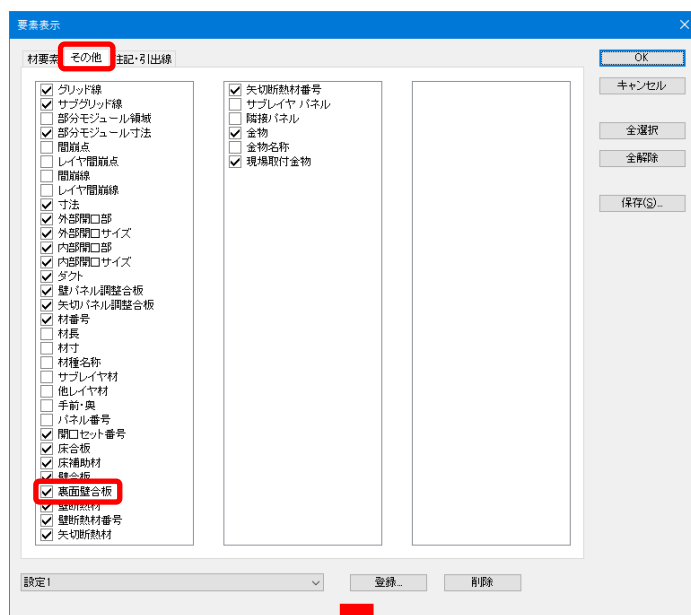 要素表示
材要素 その他 注記・引出線
グリッド線
サブグリッド線
部分モジュール領域
部分モジュール寸法
間崩点
レイヤ間崩点
間崩線
レイヤ間崩線
寸法
外部開口部
外部開口サイズ
内部開口部
内部開口サイズ
ダクト
壁パネル調整合板
矢切パネル調整合板
材番号
材長
材寸
材種名称
サブレイヤ材
他レイヤ材
手前・奥
パネル番号
開口セット番号
床合板
床補助材
壁合板
裏面壁合板
壁断熱材
壁断熱材番号
矢切断熱材
矢切断熱材番号
サブレイヤ パネル
隣接パネル
金物
金物名称
現場取付金物
OK
キャンセル
全選択
全解除
保存(S)...
設定1
登録...
削除